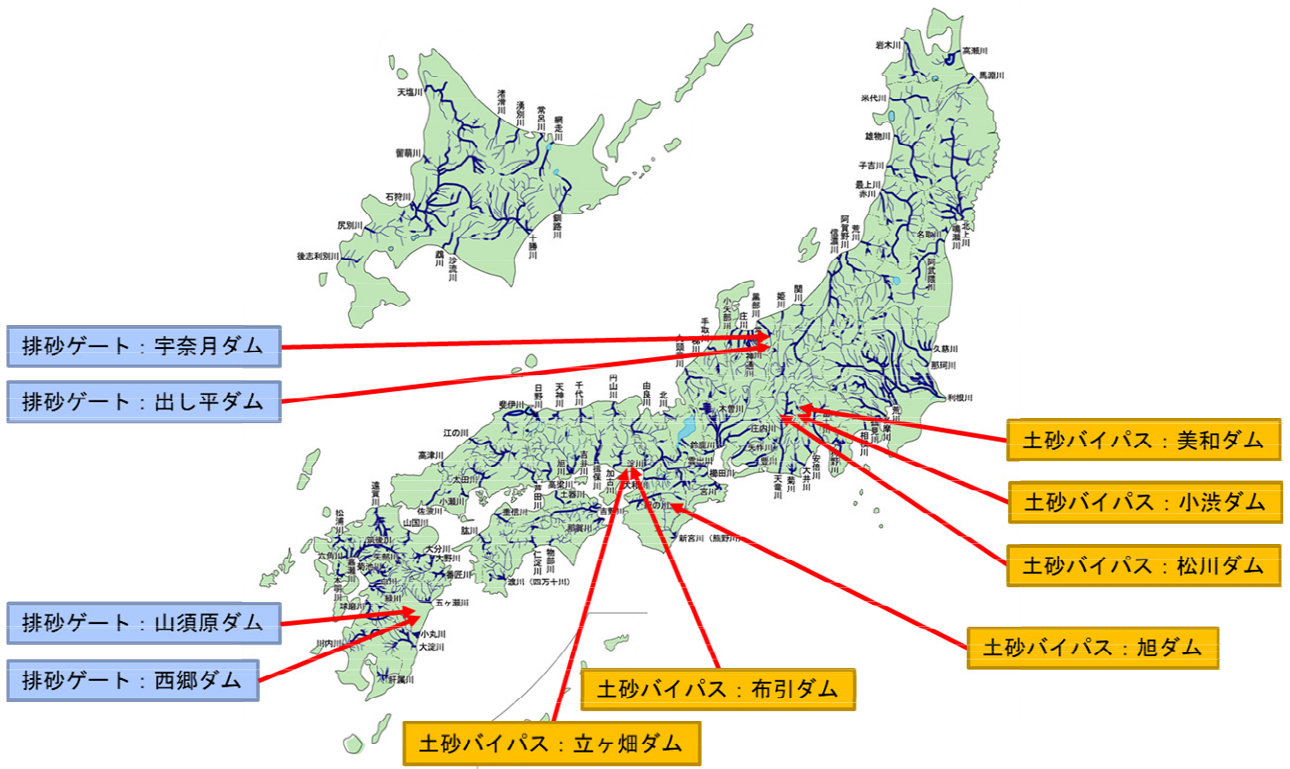 天塩川
渚滑川
湧別川
常呂川
網走川
留萌川
石狩川
尻別川
後志利別川
鵡川
沙流川
十勝川
釧路川
岩木川
高瀬川
馬淵川
米代川
雄物川
子吉川
最上川
赤川
北上川
鳴瀬川
名取川
阿武隈川
荒川
阿賀野川
信濃川
関川
姫川
黒部川
庄川
小矢部川
手取川
神通川
久慈川
那珂川
利根川
荒川
排砂ゲート：宇奈月ダム
排砂ゲート：出し平ダム
円山川
千代川
天神川
日野川
斐伊川
由良川
北川
木曽川
庄内川
矢作川
豊川
鈴鹿川
雲出川
櫛田川
宮川
天竜川
菊川
大井川
安倍川
江の川
高津川
太田川
小瀬川
佐波川
旭川
吉井川
揖保川
加古川
高梁川
芦田川
淀川
大和川
紀の川
新宮川（熊野川）
土器川
吉野川
重信川
肱川
那賀川
物部川
仁淀川
渡川（四万十川）
遠賀川
山国川
松浦川
六角川
嘉瀬川
筑後川
矢部川
菊池川
白川
緑川
本明川
球磨川
大分川
大野川
番匠川
五ヶ瀬川
小丸川
大淀川
川内川
肝属川
土砂バイパス：美和ダム
土砂バイパス：小渋ダム
土砂バイパス：松川ダム
土砂バイパス：旭ダム
土砂バイパス：布引ダム
土砂バイパス：立ヶ畑ダム
排砂ゲート：山須原ダム
排砂ゲート：西郷ダム